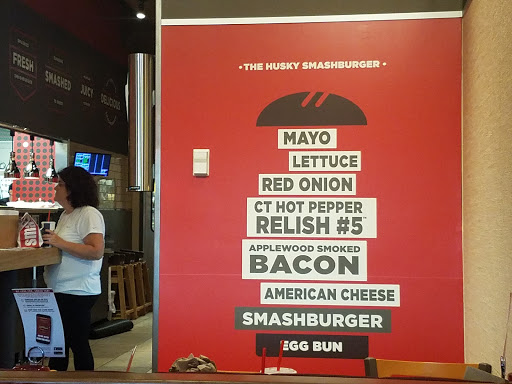 • THE HUSKY SMASHBURGER •
MAYO
LETTUCE
RED ONION
CT HOT PEPPER
RELISH #5
APPLEWOOD SMOKED
BACON
AMERICAN CHEESE
SMASHBURGER
EGG BUN
FRESH
SMASHED
JUICY
DELICIOUS